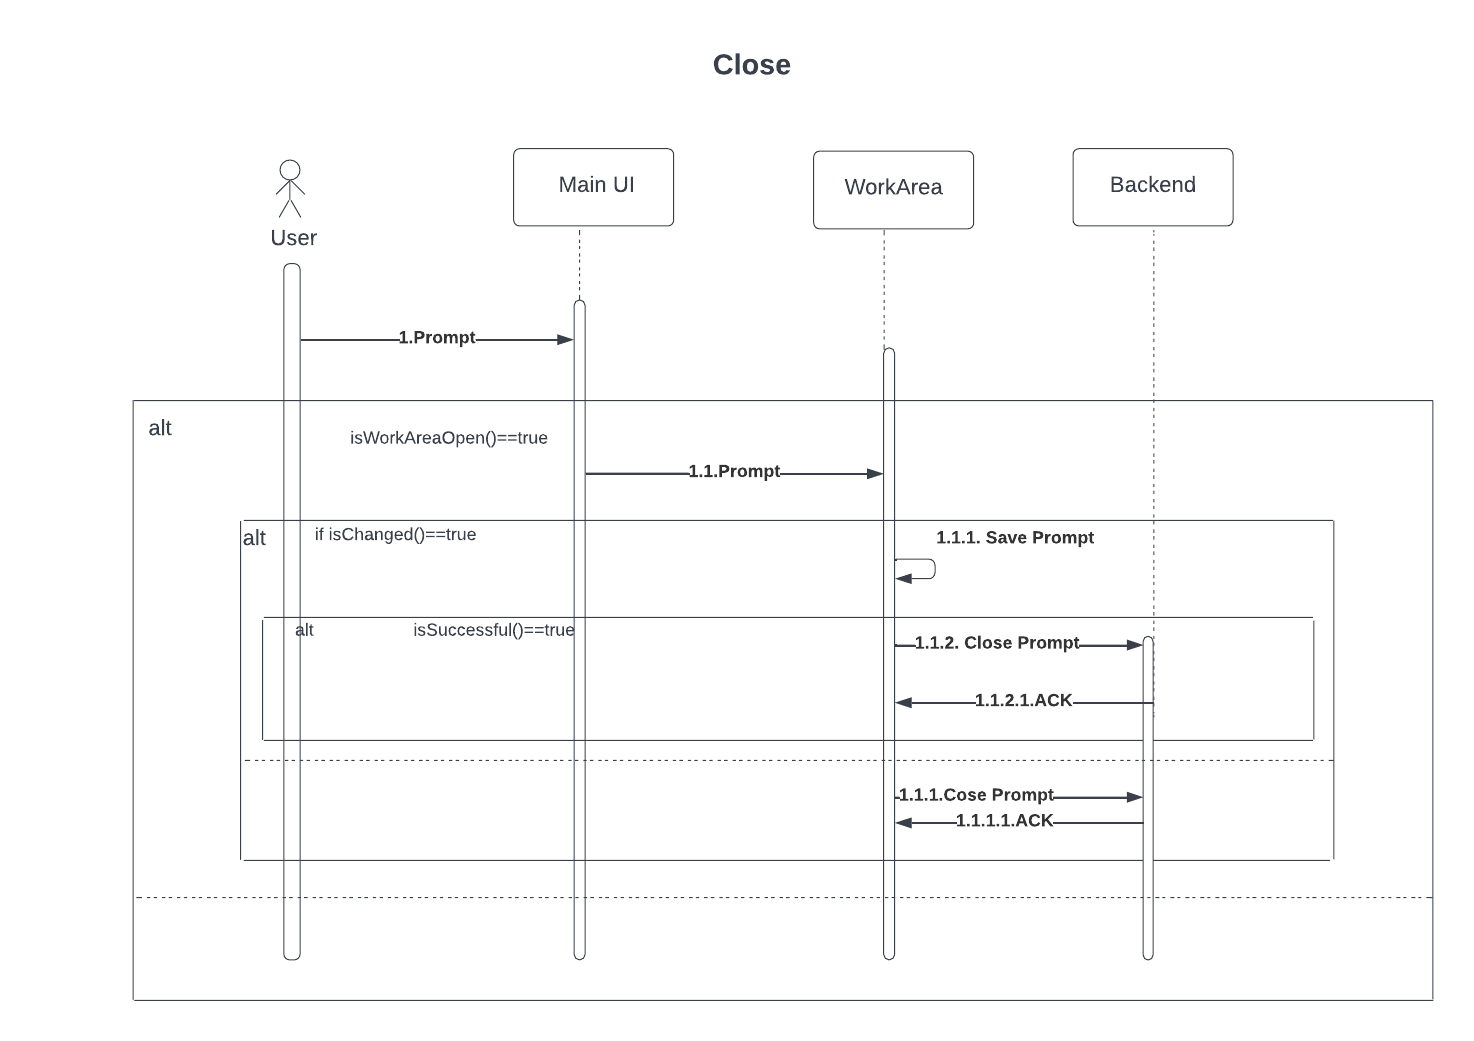 Close
User
Main UI
WorkArea
Backend
1.Prompt
alt
isWorkAreaOpen()==true
1.1.Prompt
alt
if isChanged()==true
1.1.1. Save Prompt
alt
isSuccessful()==true
1.1.2. Close Prompt
1.1.2.1.ACK
1.1.1.Cose Prompt
1.1.1.1.ACK